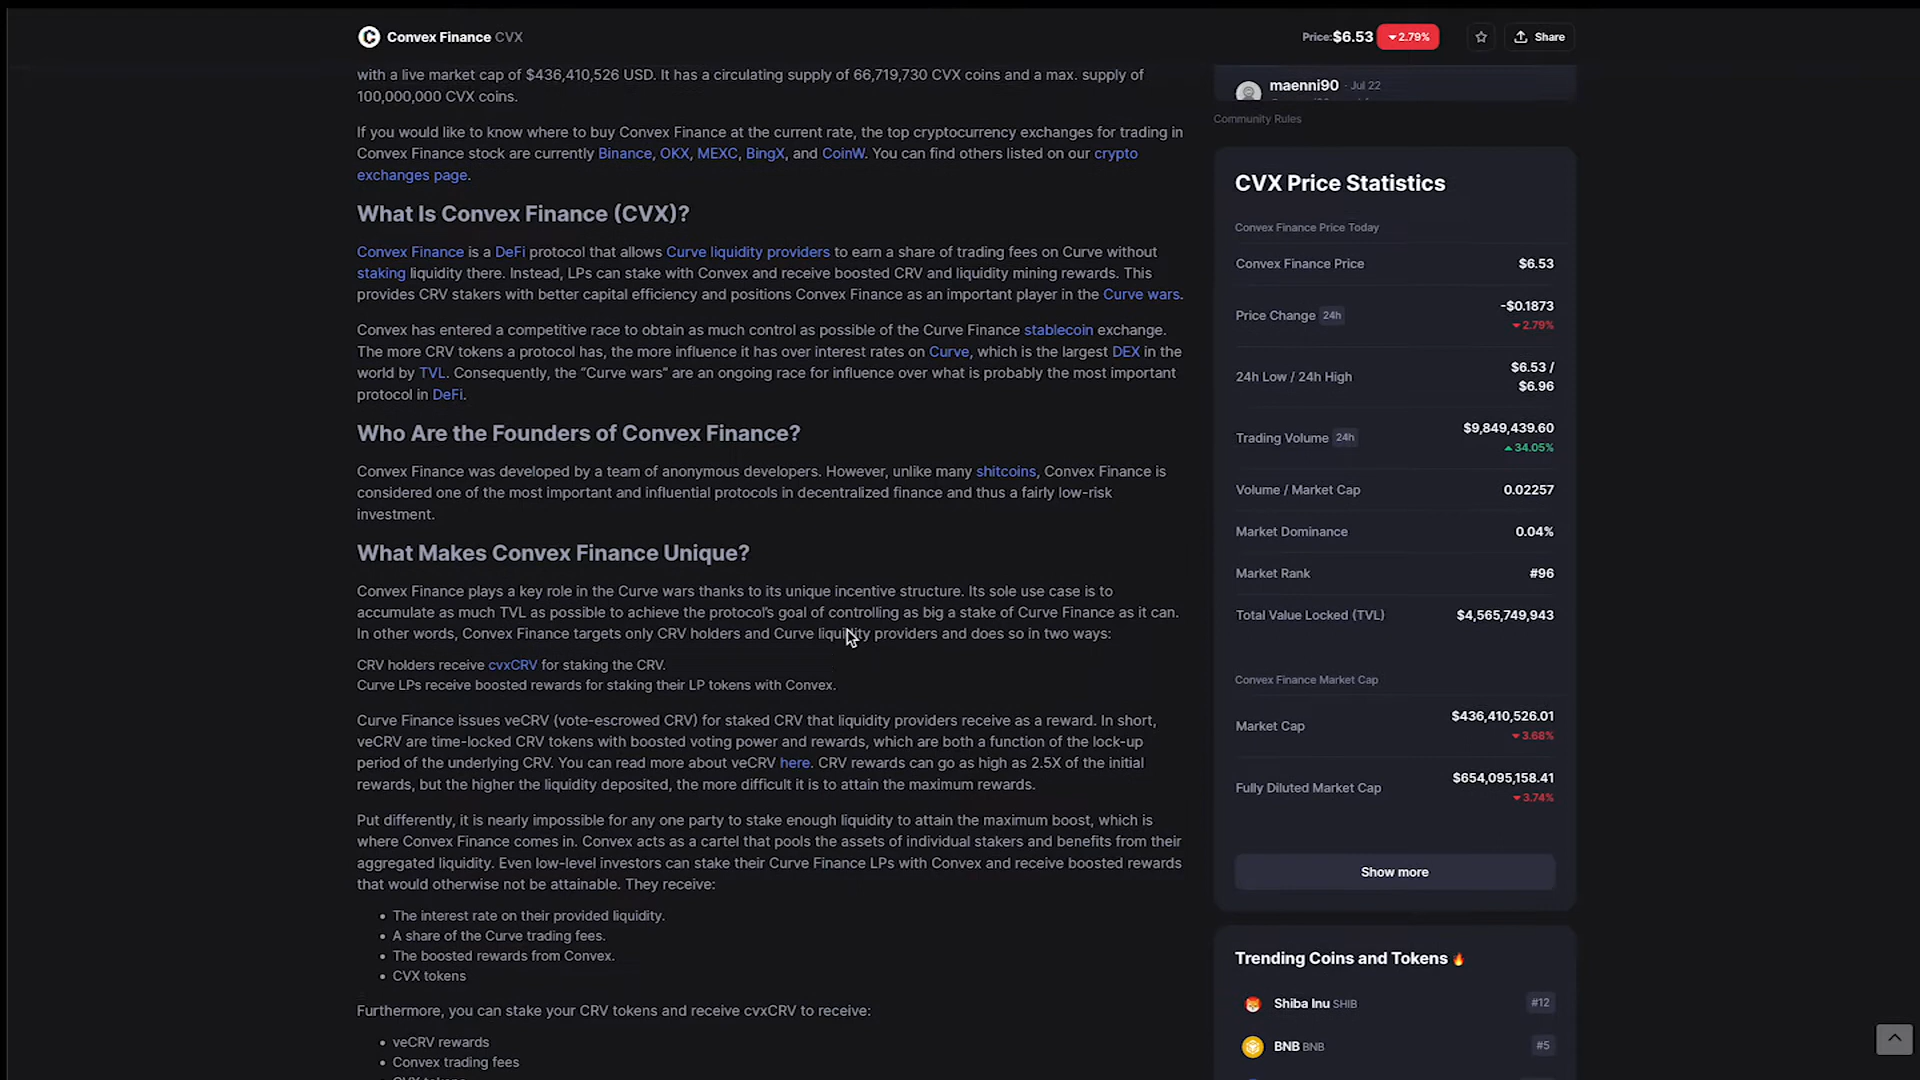 Convex Finance CVX
Price:$6.53 2.79%
Share
with a live market cap of $436,410,526 USD. It has a circulating supply of 66,719,730 CVX coins and a max. supply of
100,000,000 CVX coins.
If you would like to know where to buy Convex Finance at the current rate, the top cryptocurrency exchanges for trading in
Convex Finance stock are currently Binance, OKX, MEXC, BingX, and CoinW. You can find others listed on our crypto
exchanges page.
What Is Convex Finance (CVX)?
Convex Finance is a DeFi protocol that allows Curve liquidity providers to earn a share of trading fees on Curve without
staking liquidity there. Instead, LPs can stake with Convex and receive boosted CRV and liquidity mining rewards. This
provides CRV stakers with better capital efficiency and positions Convex Finance as an important player in the Curve wars.
Convex has entered a competitive race to obtain as much control as possible of the Curve Finance stablecoin exchange.
The more CRV tokens a protocol has, the more influence it has over interest rates on Curve, which is the largest DEX in the
world by TVL. Consequently, the “Curve wars” are an ongoing race for influence over what is probably the most important
protocol in DeFi.
Who Are the Founders of Convex Finance?
Convex Finance was developed by a team of anonymous developers. However, unlike many shitcoins, Convex Finance is
considered one of the most important and influential protocols in decentralized finance and thus a fairly low-risk
investment.
What Makes Convex Finance Unique?
Convex Finance plays a key role in the Curve wars thanks to its unique incentive structure. Its sole use case is to
accumulate as much TVL as possible to achieve the protocol’s goal of controlling as big a stake of Curve Finance as it can.
In other words, Convex Finance targets only CRV holders and Curve liquidity providers and does so in two ways:
CRV holders receive cvxCRV for staking the CRV.
Curve LPs receive boosted rewards for staking their LP tokens with Convex.
Curve Finance issues veCRV (vote-escrowed CRV) for staked CRV that liquidity providers receive as a reward. In short,
veCRV are time-locked CRV tokens with boosted voting power and rewards, which are both a function of the lock-up
period of the underlying CRV. You can read more about veCRV here. CRV rewards can go as high as 2.5X of the initial
rewards, but the higher the liquidity deposited, the more difficult it is to attain the maximum rewards.
Put differently, it is nearly impossible for any one party to stake enough liquidity to attain the maximum boost, which is
where Convex Finance comes in. Convex acts as a cartel that pools the assets of individual stakers and benefits from their
aggregated liquidity. Even low-level investors can stake their Curve Finance LPs with Convex and receive boosted rewards
that would otherwise not be attainable. They receive:
• The interest rate on their provided liquidity.
• A share of the Curve trading fees.
• The boosted rewards from Convex.
• CVX tokens
Furthermore, you can stake your CRV tokens and receive cvxCRV to receive:
• veCRV rewards
• Convex trading fees
maenni90 · Jul 22
Community Rules
CVX Price Statistics
Convex Finance Price Today
Convex Finance Price $6.53
Price Change 24h -$0.1873
2.79%
24h Low / 24h High $6.53 /
$6.96
Trading Volume 24h $9,849,439.60
34.05%
Volume / Market Cap 0.02257
Market Dominance 0.04%
Market Rank #96
Total Value Locked (TVL) $4,565,749,943
Convex Finance Market Cap
Market Cap $436,410,526.01
3.68%
Fully Diluted Market Cap $654,095,158.41
3.74%
Show more
Trending Coins and Tokens
Shiba Inu SHIB #12
BNB BNB #5